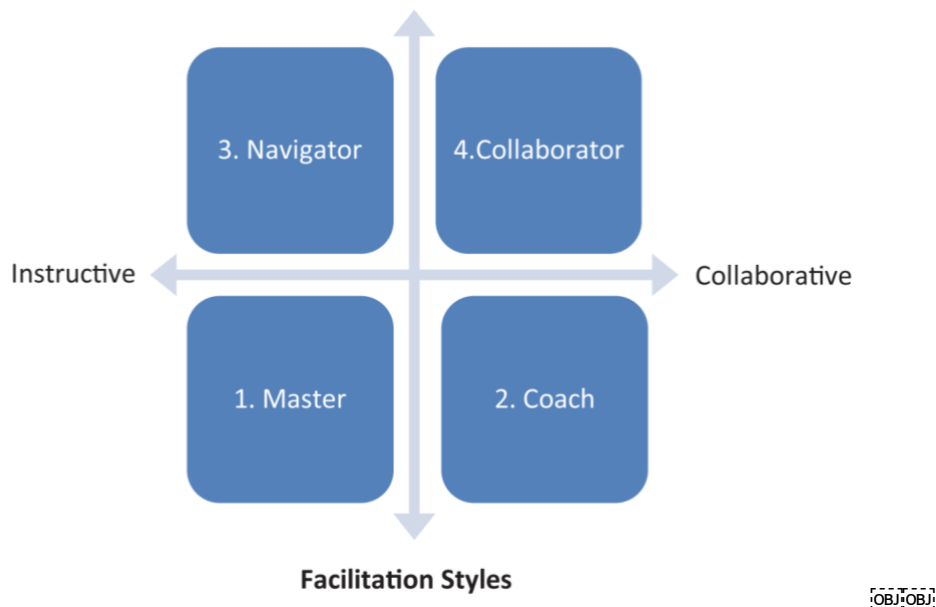 3. Navigator
4.Collaborator
Instructive
Collaborative
1. Master
2. Coach
Facilitation Styles
OBJ OBJ